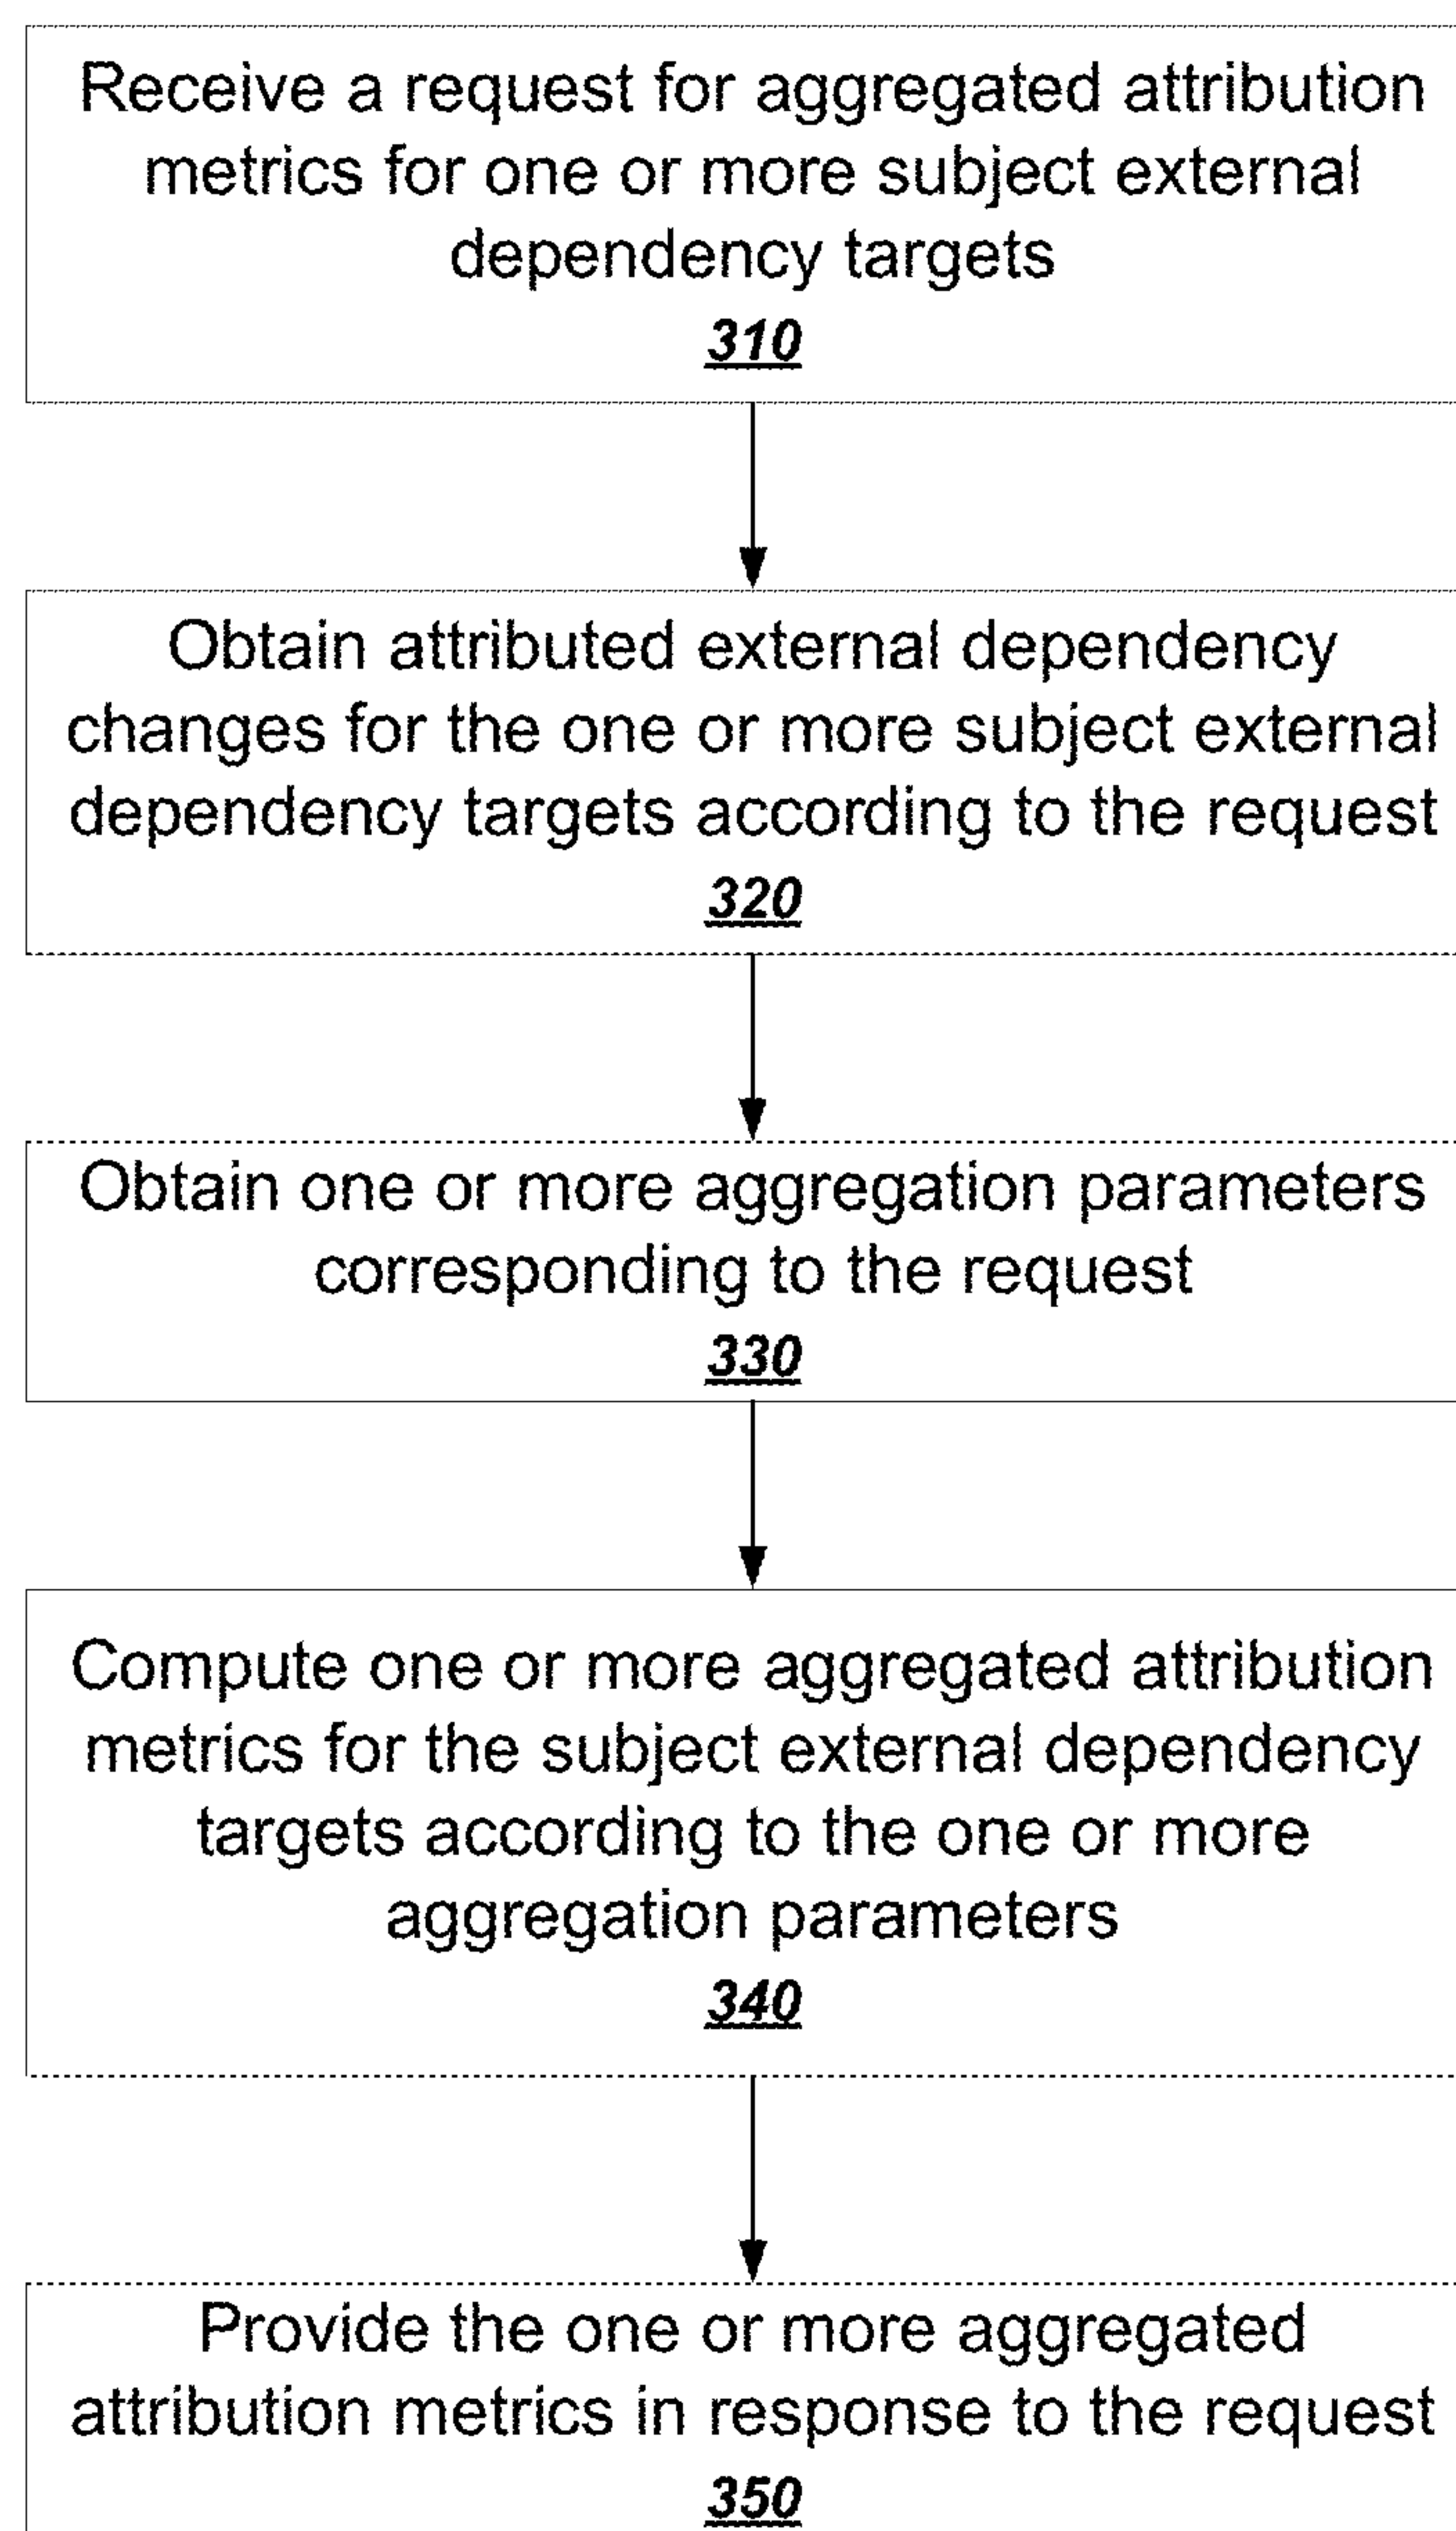 Receive a request for aggregated attribution
metrics for one or more subject external
dependency targets
310
Obtain attributed external dependency
changes for the one or more subject external
dependency targets according to the request
320
Obtain one or more aggregation parameters
corresponding to the request
330
Compute one or more aggregated attribution
metrics for the subject external dependency
targets according to the one or more
aggregation parameters
340
Provide the one or more aggregated
attribution metrics in response to the request
350